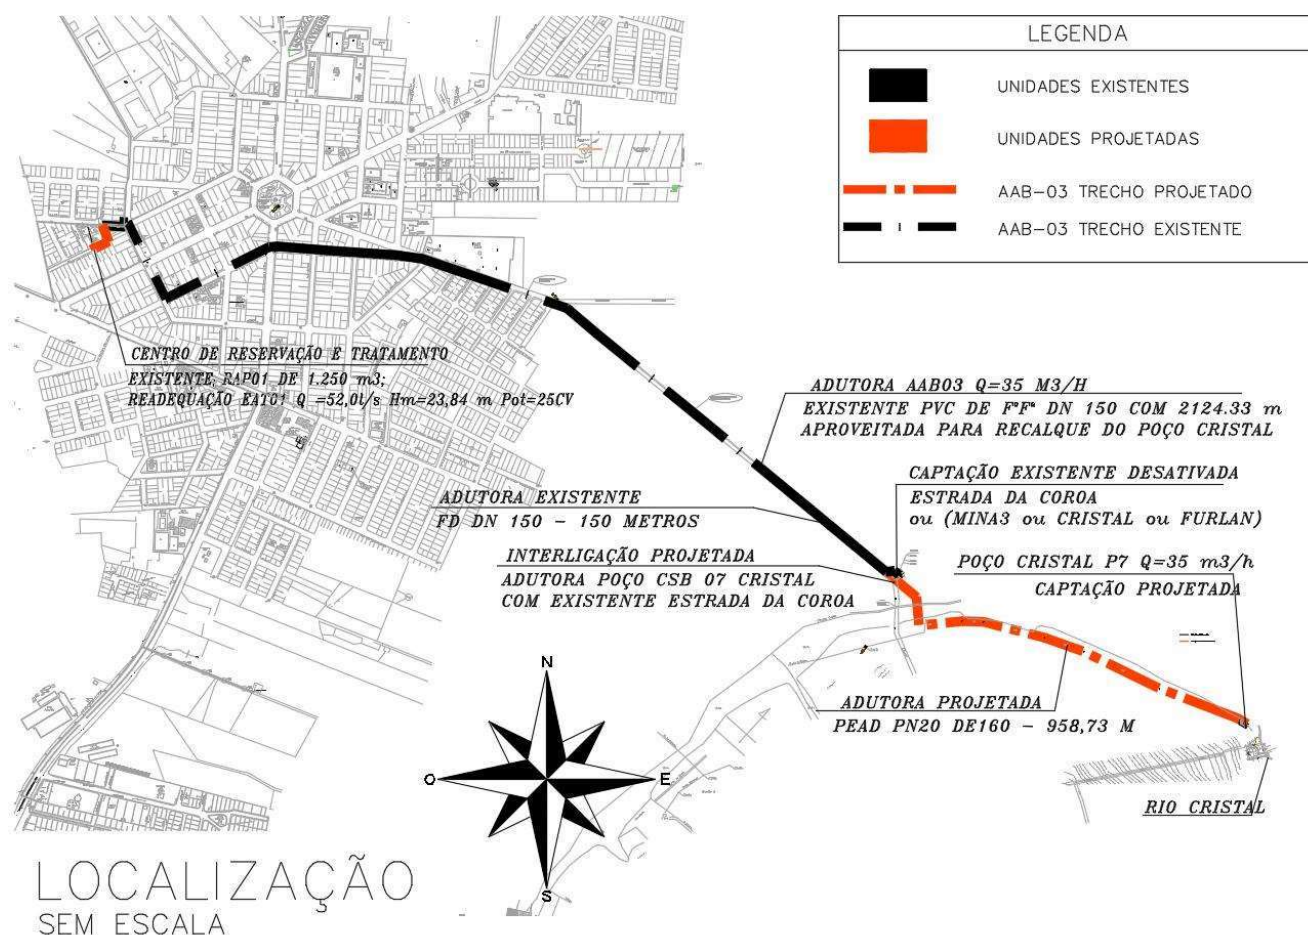 LEGENDA
UNIDADES EXISTENTES
UNIDADES PROJETADAS
AAB-03 TRECHO PROJETADO
AAB-03 TRECHO EXISTENTE
CENTRO DE RESERVAÇÃO E TRATAMENTO
EXISTENTE, RAP01 DE 1.250 m3;
READEQUAÇÃO EAT01 Q =52,0l/s Hm=23,84 m Pot=25CV
ADUTORA AAB03 Q=35 M3/H
EXISTENTE PVC DE FºFº DN 150 COM 2124.33 m
APROVEITADA PARA RECALQUE DO POÇO CRISTAL
CAPTAÇÃO EXISTENTE DESATIVADA
ESTRADA DA COROA
ou (MINA3 ou CRISTAL ou FURLAN)
ADUTORA EXISTENTE
FD DN 150 - 150 METROS
INTERLIGAÇÃO PROJETADA
ADUTORA POÇO CSB 07 CRISTAL
COM EXISTENTE ESTRADA DA COROA
POÇO CRISTAL P7 Q=35 m3/h
CAPTAÇÃO PROJETADA
ADUTORA PROJETADA
PEAD PN20 DE160 - 958,73 M
RIO CRISTAL
N
O
E
S
LOCALIZAÇÃO
SEM ESCALA